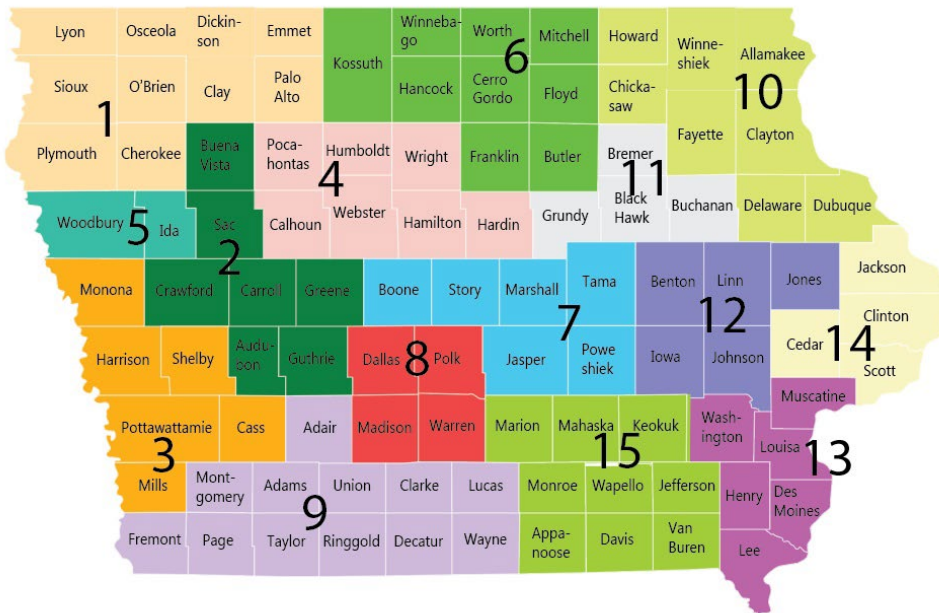 Lyon
Osceola
Dickin-
son
Emmet
Kossuth
Winneba-
go
Worth
Mitchell
Howard
Winne-
shiek
Allamakee
6
Sioux
O'Brien
Clay
Palo
Alto
Hancock
Cerro
Gordo
Floyd
Chicka-
saw
10
1
Plymouth
Cherokee
Buena
Vista
Poca-
hontas
Humboldt
Wright
Franklin
Butler
Bremer
Fayette
Clayton
4
11
Woodbury
5
Ida
Sac
Calhoun
Webster
Hamilton
Hardin
Grundy
Black
Hawk
Buchanan
Delaware
Dubuque
2
Monona
Crawford
Carroll
Greene
Boone
Story
Marshall
Tama
Benton
Linn
Jones
Jackson
7
12
Clinton
Harrison
Shelby
Audu-
bon
Guthrie
Dallas
8
Polk
Jasper
Powe
shiek
Iowa
Johnson
Cedar
14
Scott
Muscatine
Pottawattamie
Cass
Adair
Madison
Warren
Marion
Mahaska
Keokuk
Wash-
ington
Louisa
3
15
13
Mills
Mont-
gomery
Adams
Union
Clarke
Lucas
Monroe
Wapello
Jefferson
Henry
Des
Moines
9
Fremont
Page
Taylor
Ringgold
Decatur
Wayne
Appa-
noose
Davis
Van
Buren
Lee